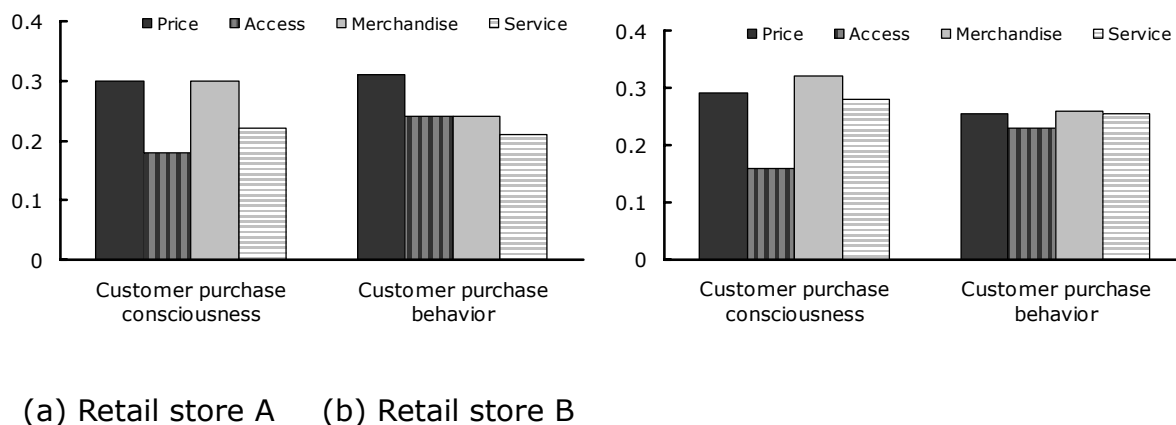 0.4
0.3
0.2
0.1
0
Price Access Merchandise Service
Customer purchase
consciousness
Customer purchase
behavior
0.4
0.3
0.2
0.1
0
Price Access Merchandise Service
Customer purchase
consciousness
Customer purchase
behavior
(a) Retail store A (b) Retail store B